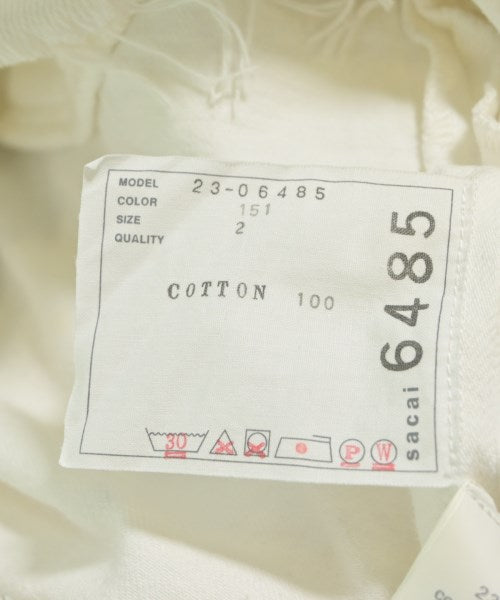 MODEL 23-06485
COLOR 151
SIZE 2
QUALITY
COTTON 100
30
P
W
sacai 6485